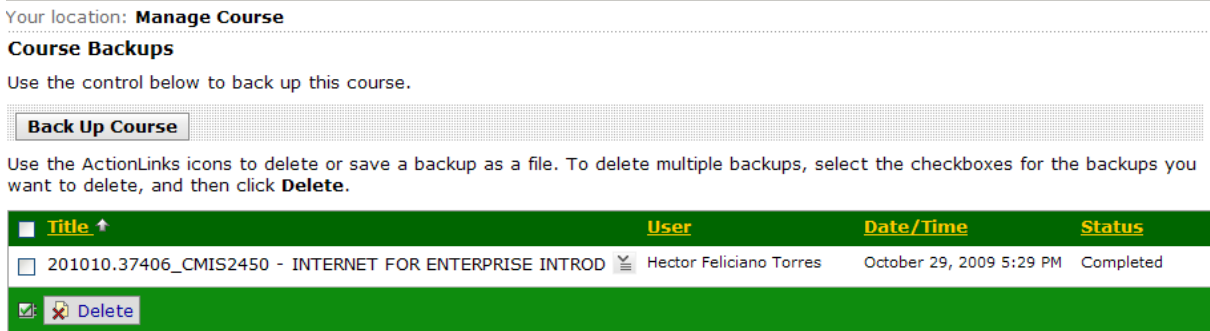 Your location: Manage Course
Course Backups
Use the control below to back up this course.
Back Up Course
Use the ActionLinks icons to delete or save a backup as a file. To delete multiple backups, select the checkboxes for the backups you
want to delete, and then click Delete.
Title User Date/Time Status
201010.37406_CMIS2450 - INTERNET FOR ENTERPRISE INTROD Hector Feliciano Torres October 29, 2009 5:29 PM Completed
Delete